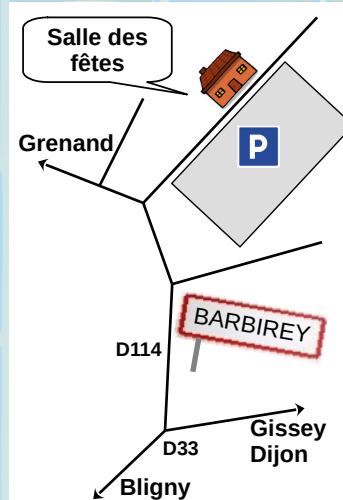 Salle des
fêtes
Grenand
P
BARBIREY
D114
Gissey
Dijon
D33
Bligny